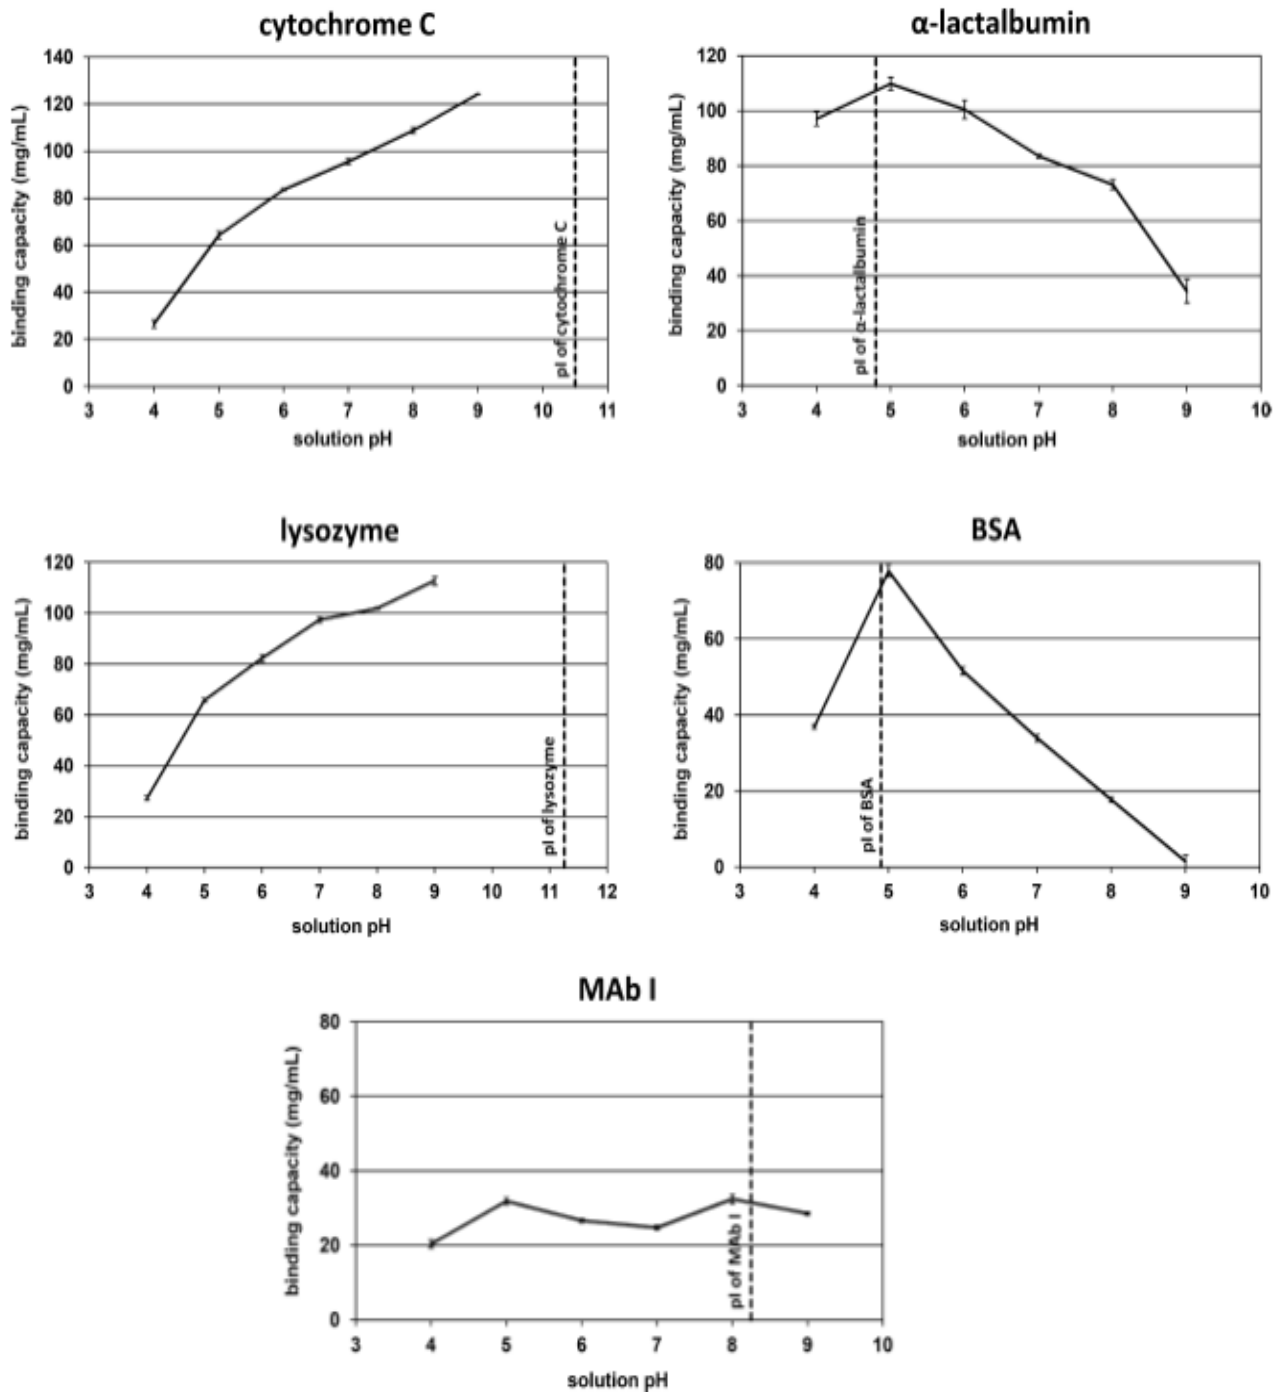 cytochrome C
binding capacity (mg/mL)
140
120
100
80
60
40
20
0
pI of cytochrome C
3 4 5 6 7 8 9 10 11
solution pH
α-lactalbumin
binding capacity (mg/mL)
120
100
80
60
40
20
0
pI of α-lactalbumin
3 4 5 6 7 8 9 10
solution pH
lysozyme
binding capacity (mg/mL)
120
100
80
60
40
20
0
pI of lysozyme
3 4 5 6 7 8 9 10 11 12
solution pH
BSA
binding capacity (mg/mL)
80
60
40
20
0
pI of BSA
3 4 5 6 7 8 9 10
solution pH
MAb I
binding capacity (mg/mL)
80
60
40
20
0
pI of MAb I
3 4 5 6 7 8 9 10
solution pH